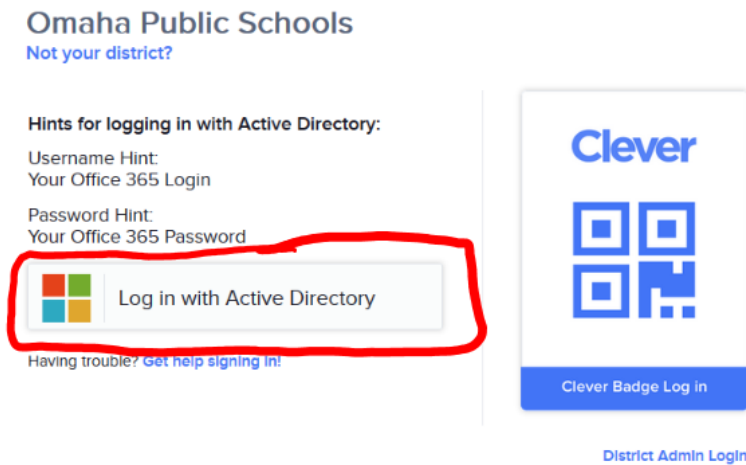 Omaha Public Schools
Not your district?
Hints for logging in with Active Directory:
Username Hint:
Your Office 365 Login
Password Hint:
Your Office 365 Password
Log in with Active Directory
Having trouble? Get help signing in!
Clever
Clever Badge Log in
District Admin Login